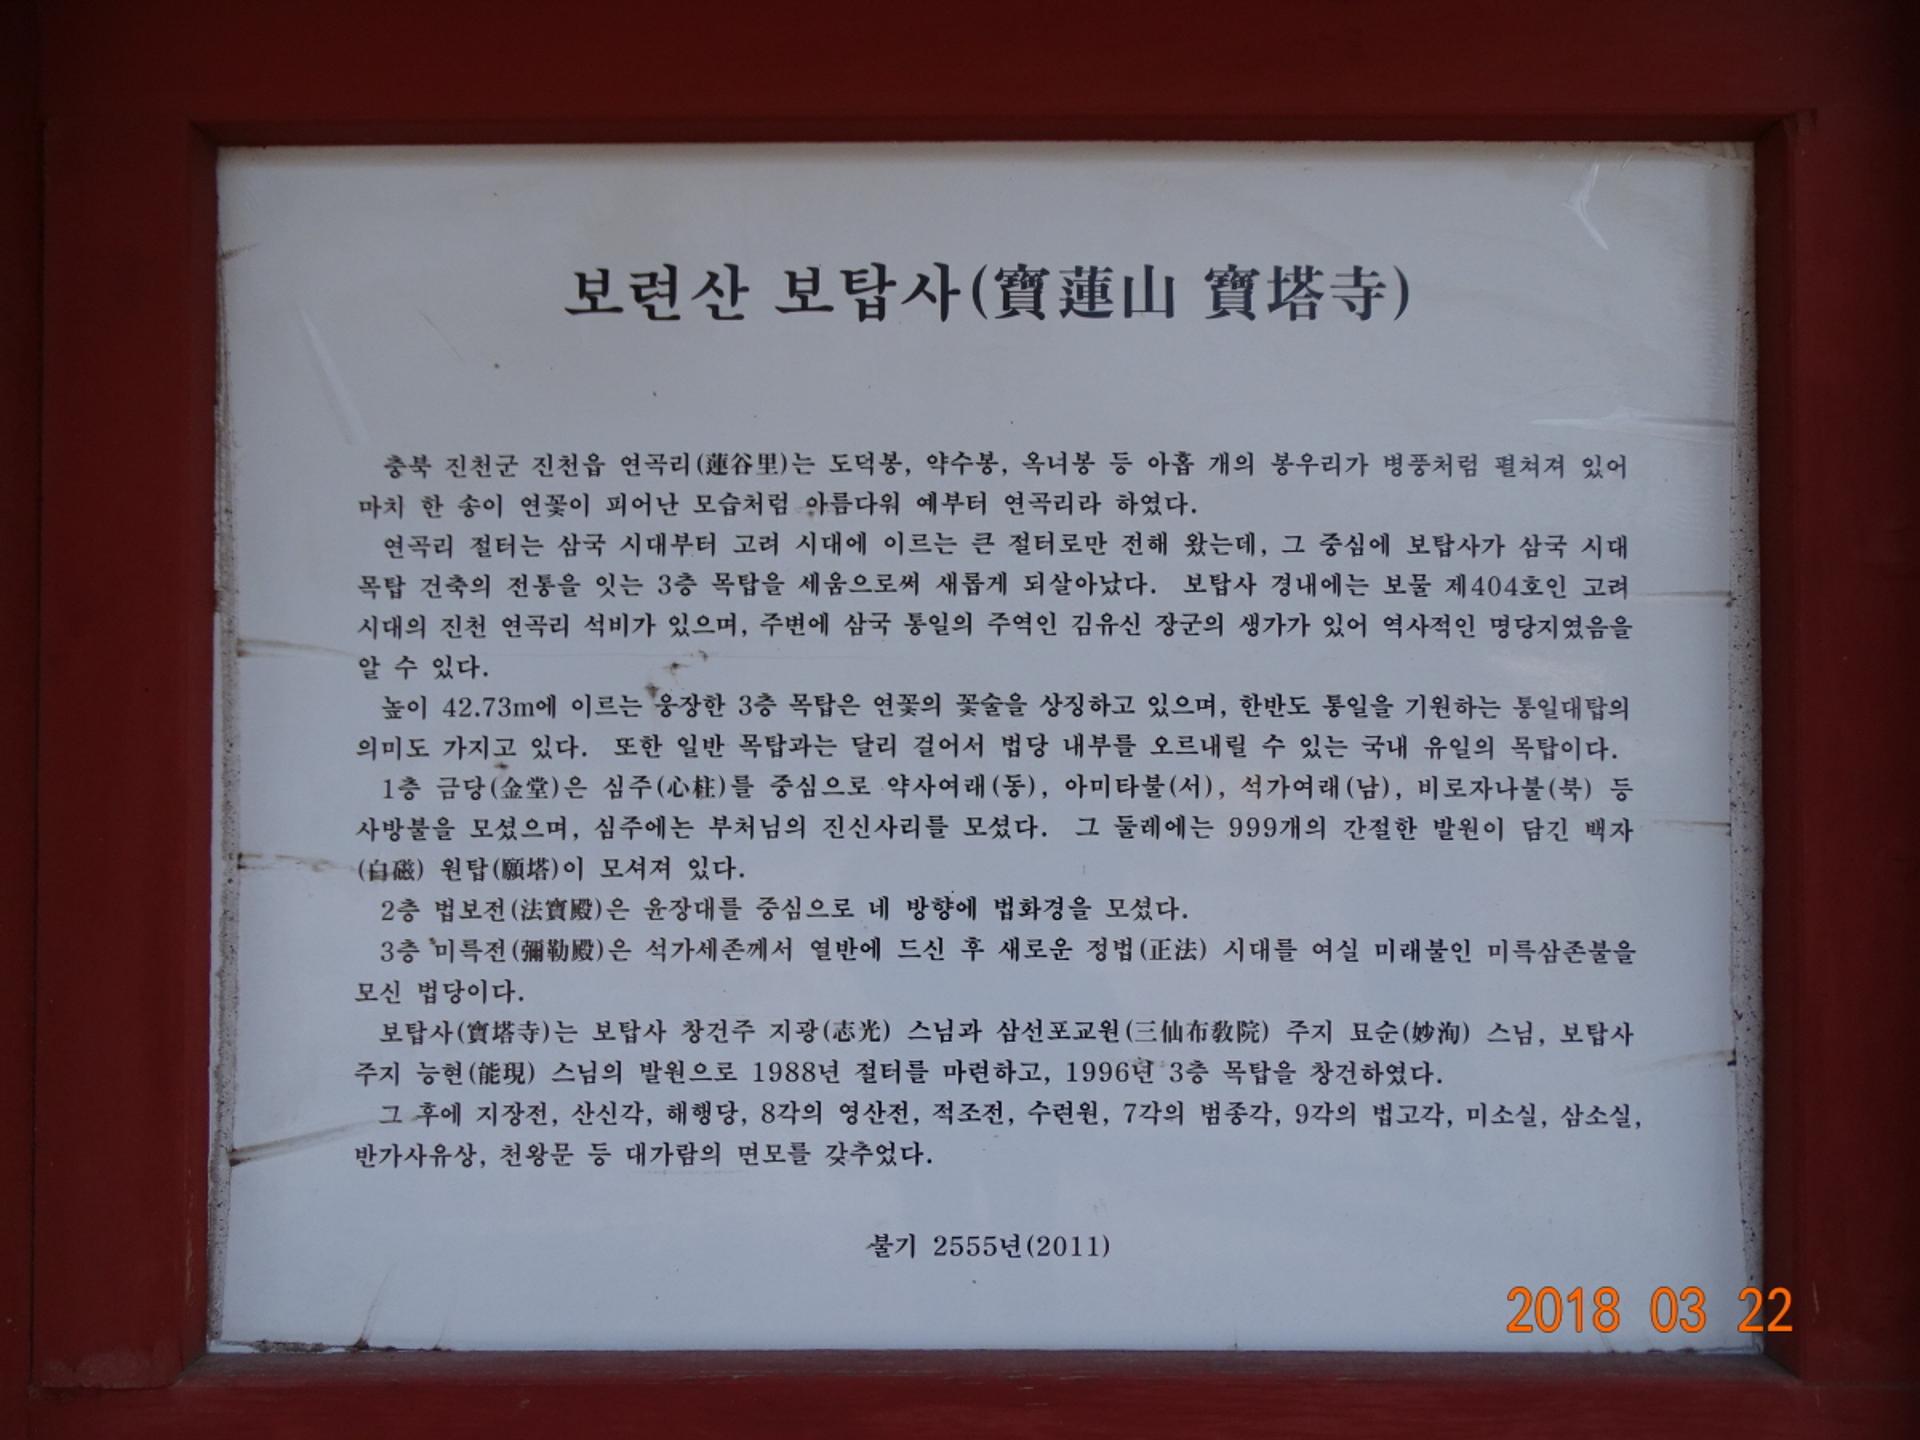 보련산 보탑사(寶蓮山 寶塔寺)
충북 진천군 진천읍 연곡리(蓮谷里)는 도덕봉, 약수봉, 옥녀봉 등 아홉 개의 봉우리가 병풍처럼 펼쳐져 있어
마치 한 송이 연꽃이 피어난 모습처럼 아름다워 예부터 연곡리라 하였다.
연곡리 절터는 삼국 시대부터 고려 시대에 이르는 큰 절터로만 전해 왔는데, 그 중심에 보탑사가 삼국 시대
목탑 건축의 전통을 잇는 3층 목탑을 세움으로써 새롭게 되살아났다. 보탑사 경내에는 보물 제404호인 고려
시대의 진천 연곡리 석비가 있으며, 주변에 삼국 통일의 주역인 김유신 장군의 생가가 있어 역사적인 명당지였음을
알 수 있다.
높이 42.73m에 이르는 웅장한 3층 목탑은 연꽃의 꽃술을 상징하고 있으며, 한반도 통일을 기원하는 통일대탑의
의미도 가지고 있다. 또한 일반 목탑과는 달리 걸어서 법당 내부를 오르내릴 수 있는 국내 유일의 목탑이다.
1층 금당(金堂)은 심주(心柱)를 중심으로 약사여래(동), 아미타불(서), 석가여래(남), 비로자나불(북) 등
사방불을 모셨으며, 심주에는 부처님의 진신사리를 모셨다. 그 둘레에는 999개의 간절한 발원이 담긴 백자
(白磁) 원탑(願塔)이 모셔져 있다.
2층 법보전(法寶殿)은 윤장대를 중심으로 네 방향에 법화경을 모셨다.
3층 미륵전(彌勒殿)은 석가세존께서 열반에 드신 후 새로운 정법(正法) 시대를 여실 미래불인 미륵삼존불을
모신 법당이다.
보탑사(寶塔寺)는 보탑사 창건주 지광(志光) 스님과 삼선포교원(三仙布敎院) 주지 묘순(妙洵) 스님, 보탑사
주지 능현(能現) 스님의 발원으로 1988년 절터를 마련하고, 1996년 3층 목탑을 창건하였다.
그 후에 지장전, 산신각, 해행당, 8각의 영산전, 적조전, 수련원, 7각의 범종각, 9각의 법고각, 미소실, 삼소실,
반가사유상, 천왕문 등 대가람의 면모를 갖추었다.
불기 2555년(2011)
2018 03 22